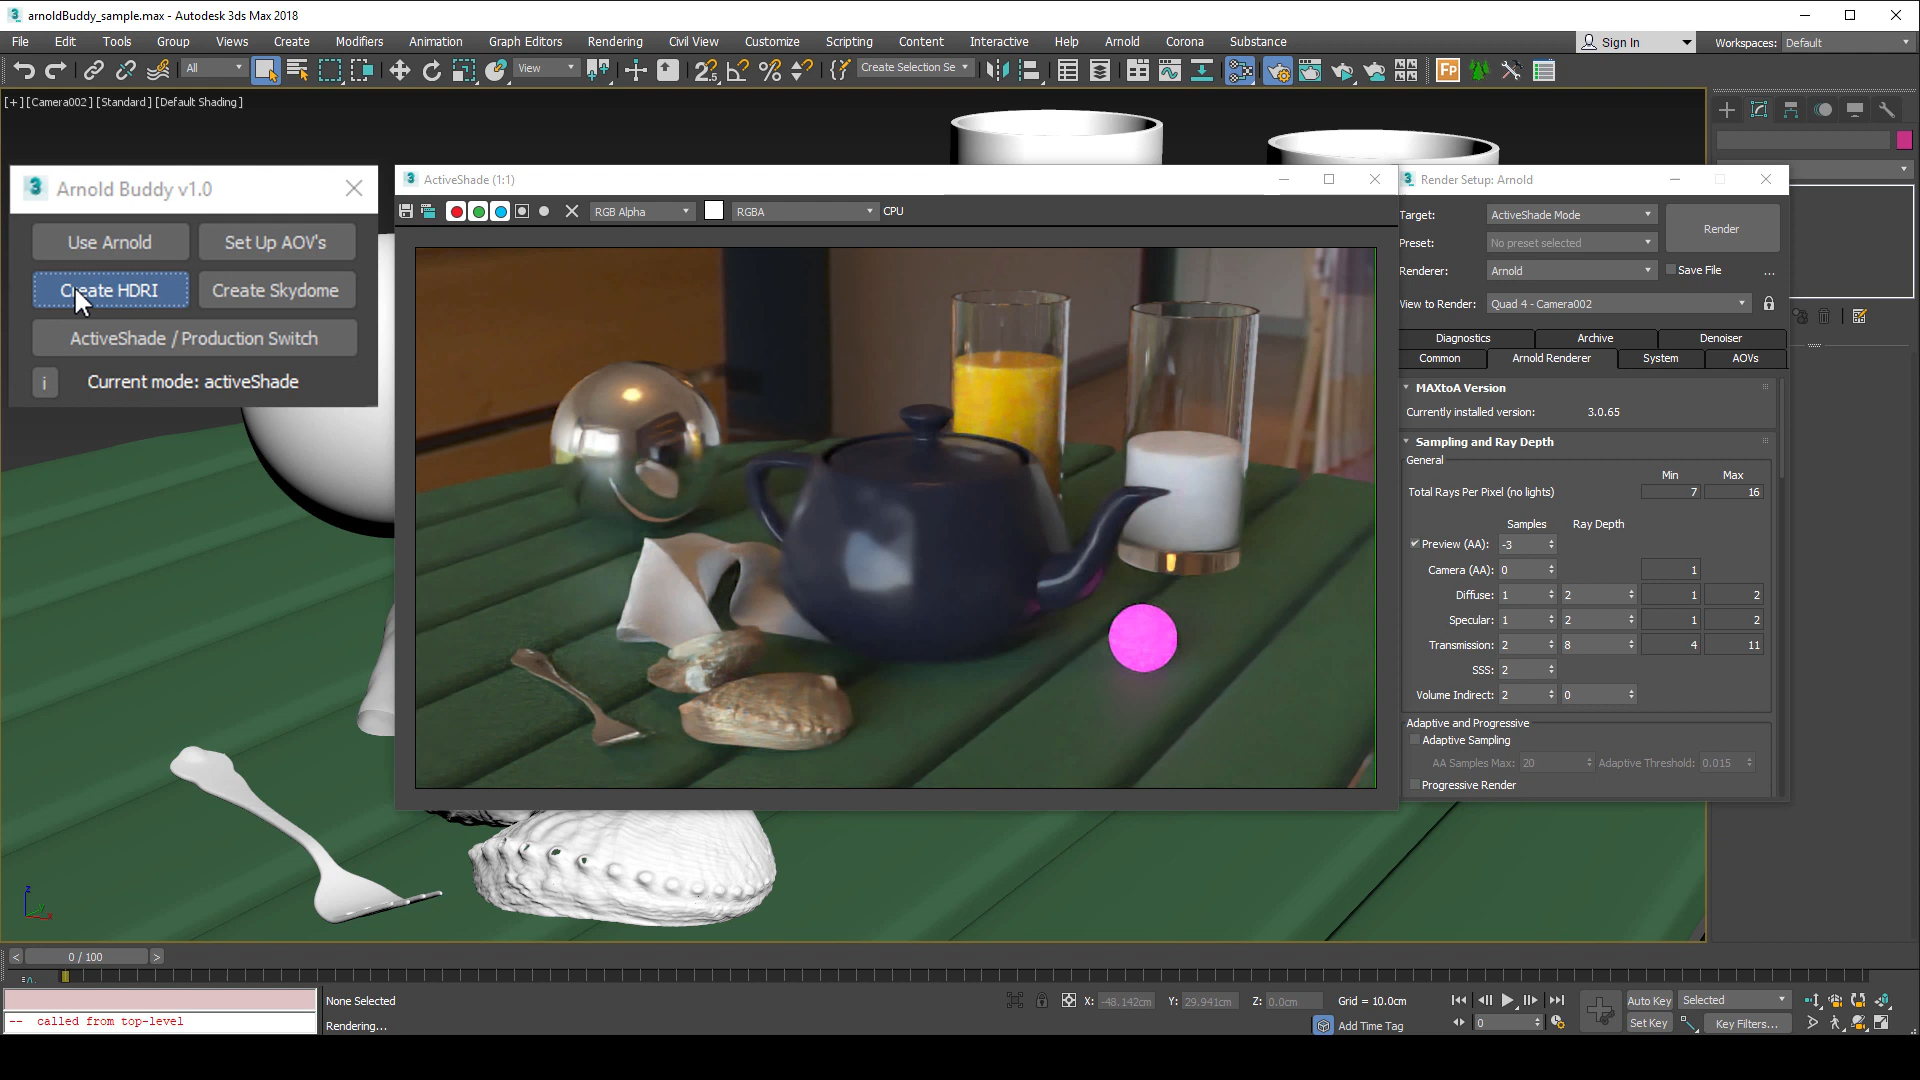 arnoldBuddy_sample.max - Autodesk 3ds Max 2018
File Edit Tools Group Views Create Modifiers Animation Graph Editors Rendering Civil View Customize Scripting Content Interactive Help Arnold Corona Substance Sign In Workspaces: Default
All View Create Selection Se Fp
[+] [Camera002] [Standard] [Default Shading]
Arnold Buddy v1.0
Use Arnold Set Up AOV's
Create HDRI Create Skydome
ActiveShade / Production Switch
i Current mode: activeShade
ActiveShade (1:1)
RGB Alpha RGBA CPU
Render Setup: Arnold
Target: ActiveShade Mode Render
Preset: No preset selected
Renderer: Arnold Save File ...
View to Render: Quad 4 - Camera002
Diagnostics Archive Denoiser
Common Arnold Renderer System AOVs
MAXtoA Version
Currently installed version: 3.0.65
Sampling and Ray Depth
General
Min Max
Total Rays Per Pixel (no lights) 7 16
Samples Ray Depth
Preview (AA): -3
Camera (AA): 0 1
Diffuse: 1 2 1 2
Specular: 1 2 1 2
Transmission: 2 8 4 11
SSS: 2
Volume Indirect: 2 0
Adaptive and Progressive
Adaptive Sampling
AA Samples Max: 20 Adaptive Threshold: 0.015
Progressive Render
z y x
< 0 / 100 >
None Selected X: -48.142cm Y: 29.941cm Z: 0.0cm Grid = 10.0cm Auto Key Selected
-- called from top-level
Rendering... Add Time Tag 0 Set Key Key Filters...